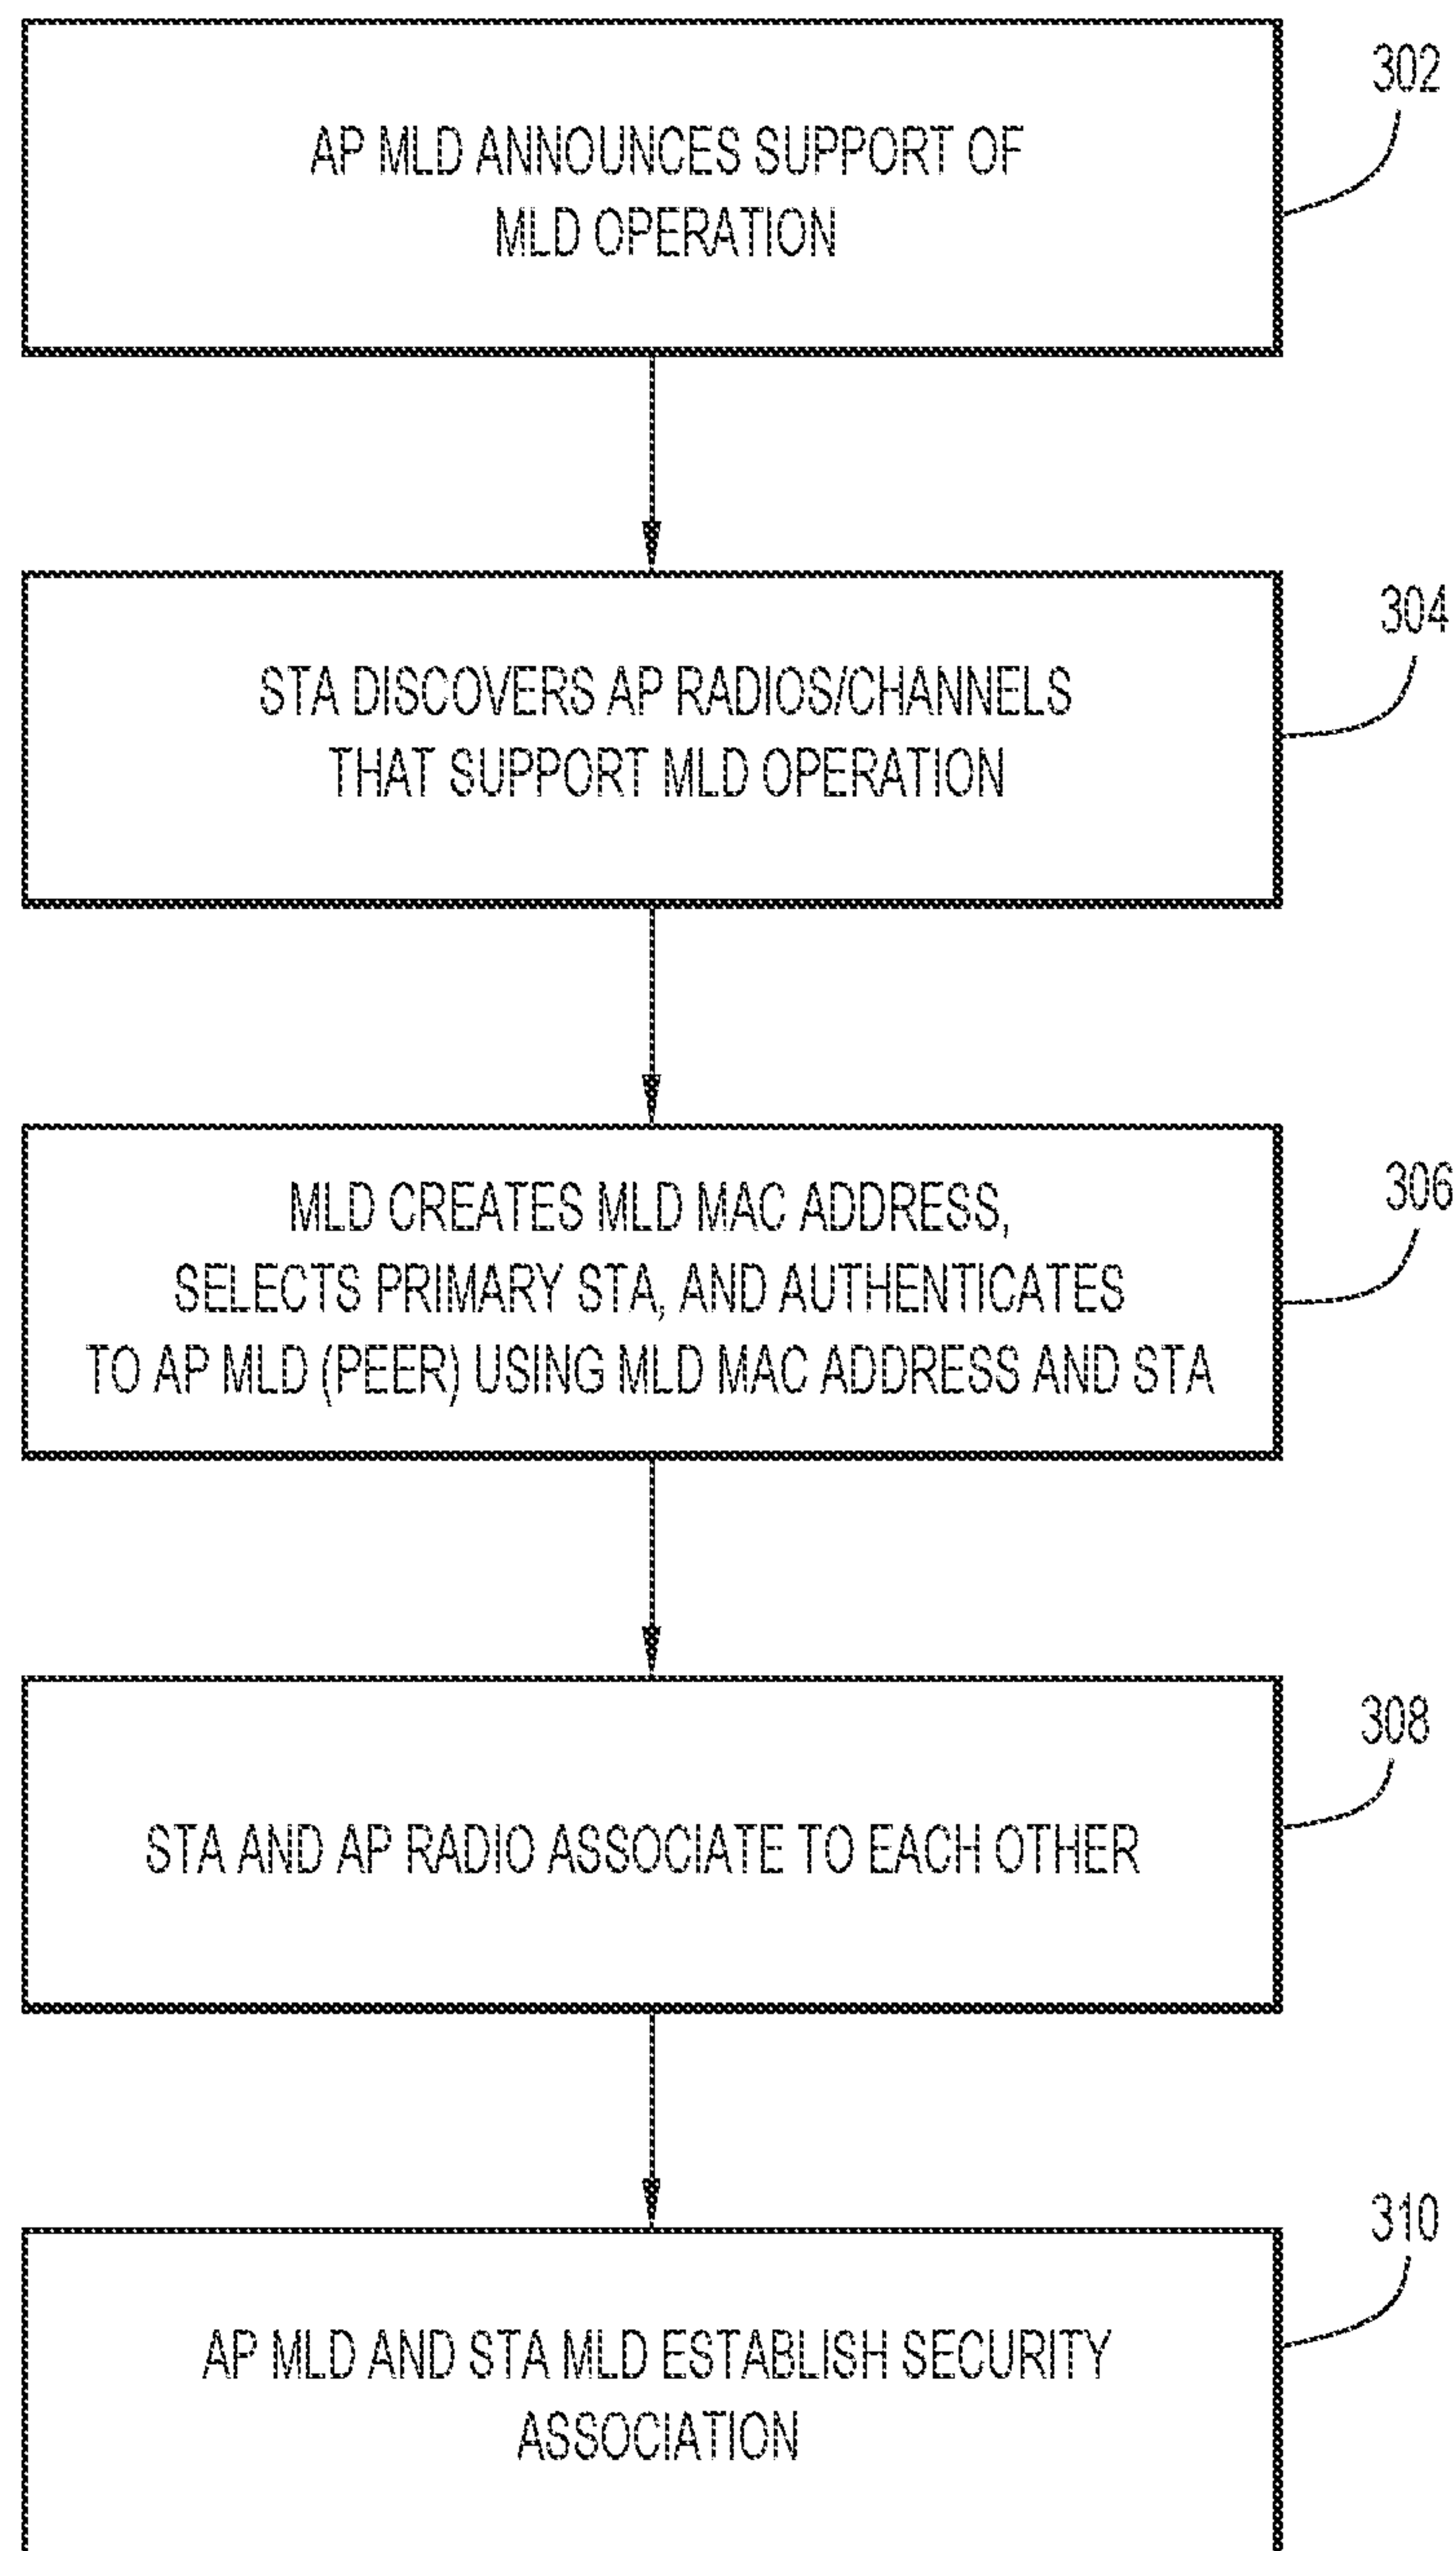 302
AP MLD ANNOUNCES SUPPORT OF
MLD OPERATION
304
STA DISCOVERS AP RADIOS/CHANNELS
THAT SUPPORT MLD OPERATION
306
MLD CREATES MLD MAC ADDRESS,
SELECTS PRIMARY STA, AND AUTHENTICATES
TO AP MLD (PEER) USING MLD MAC ADDRESS AND STA
308
STA AND AP RADIO ASSOCIATE TO EACH OTHER
310
AP MLD AND STA MLD ESTABLISH SECURITY
ASSOCIATION